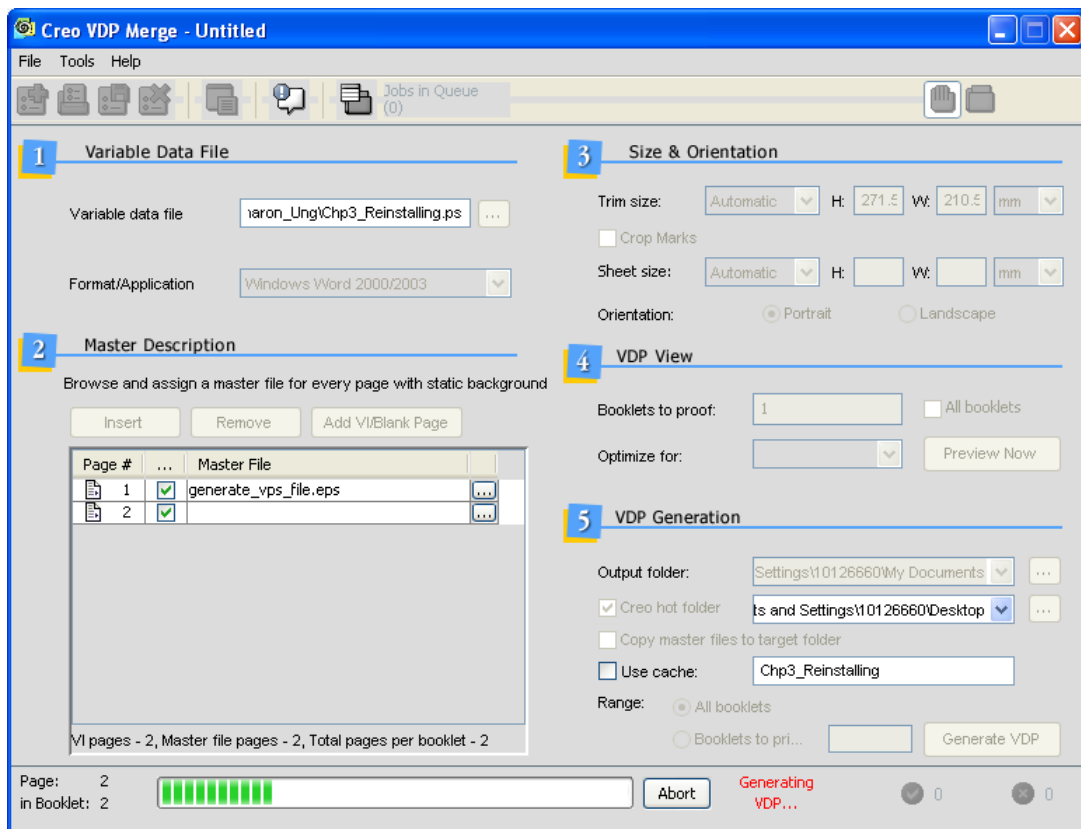 Creo VDP Merge - Untitled
File Tools Help
Jobs in Queue
(0)
1 Variable Data File
Variable data file
naron_Ung\Chp3_Reinstalling.ps ...
Format/Application Windows Word 2000/2003
2 Master Description
Browse and assign a master file for every page with static background
Insert Remove Add VI/Blank Page
Page # ... Master File
1 generate_vps_file.eps ...
2 ...
VI pages - 2, Master file pages - 2, Total pages per booklet - 2
3 Size & Orientation
Trim size: Automatic H: 271.5 W: 210.5 mm
Crop Marks
Sheet size: Automatic H: W: mm
Orientation: Portrait Landscape
4 VDP View
Booklets to proof: 1 All booklets
Optimize for: Preview Now
5 VDP Generation
Output folder: Settings\10126660\My Documents ...
Creo hot folder ts and Settings\10126660\Desktop ...
Copy master files to target folder
Use cache: Chp3_Reinstalling
Range: All booklets
Booklets to pri... Generate VDP
Page: 2
in Booklet: 2
Abort
Generating
VDP...
0 0